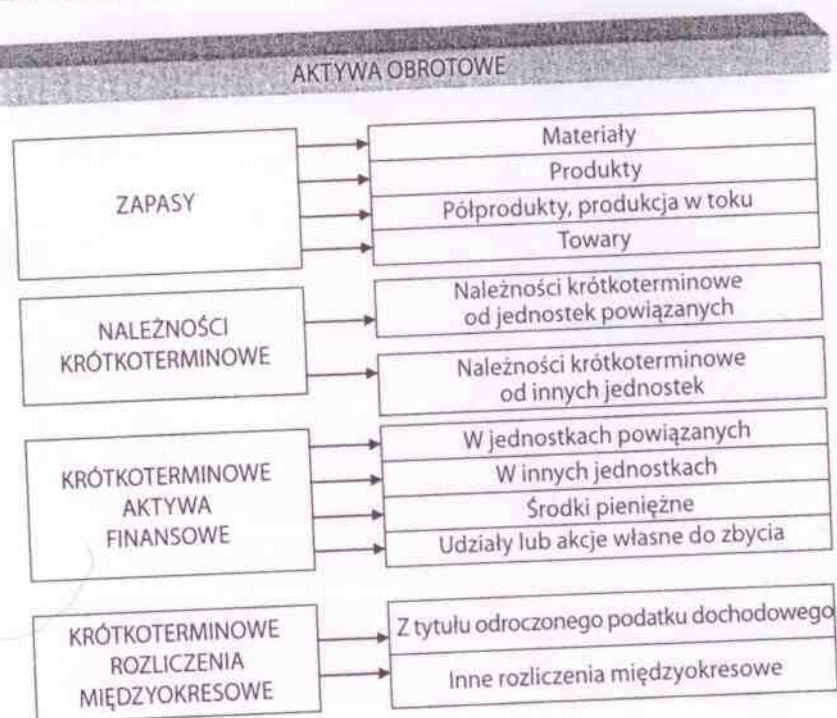 AKTYWA OBROTOWE
ZAPASY
Materiały
Produkty
Półprodukty, produkcja w toku
Towary
NALEŻNOŚCI
KRÓTKOTERMINOWE
Należności krótkoterminowe
od jednostek powiązanych
Należności krótkoterminowe
od innych jednostek
KRÓTKOTERMINOWE
AKTYWA
FINANSOWE
W jednostkach powiązanych
W innych jednostkach
Środki pieniężne
Udziały lub akcje własne do zbycia
KRÓTKOTERMINOWE
ROZLICZENIA
MIĘDZYOKRESOWE
Z tytułu odroczonego podatku dochodowego
Inne rozliczenia międzyokresowe